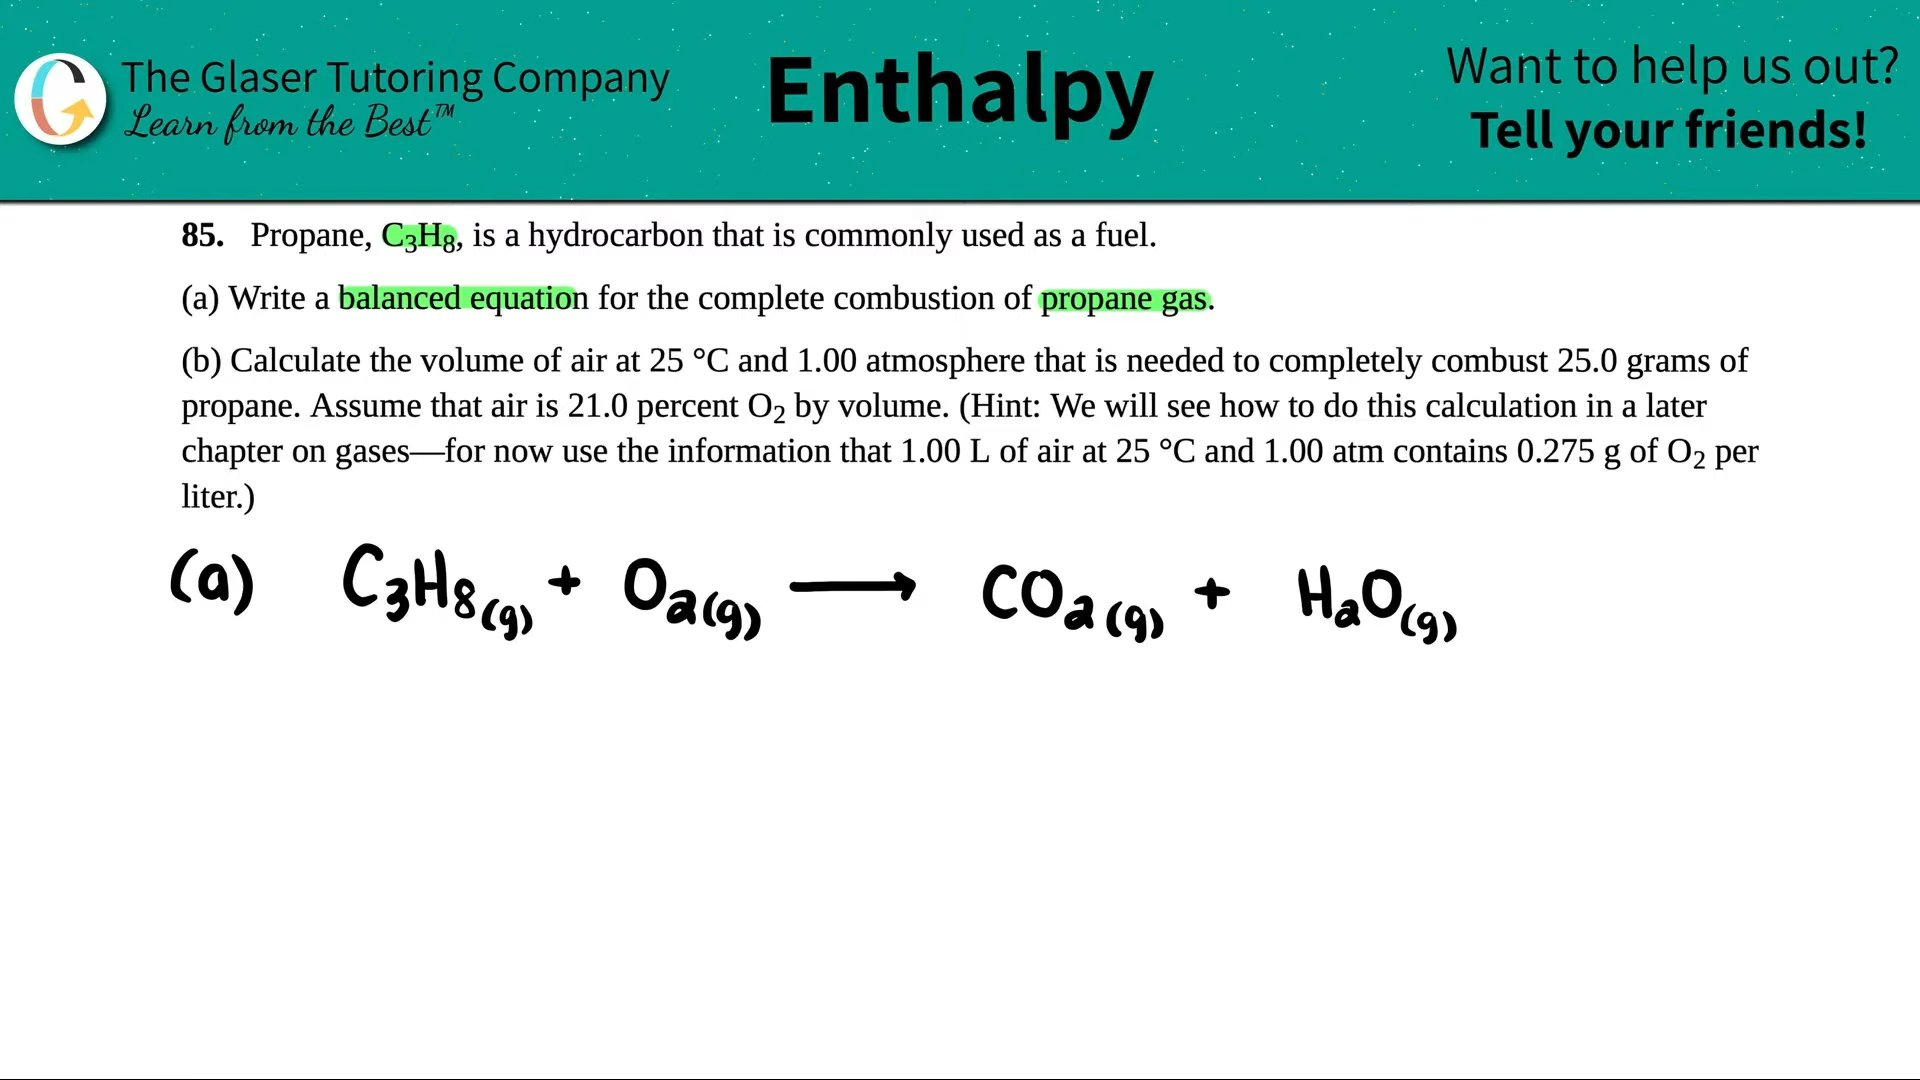 The Glaser Tutoring Company
Learn from the Best™
Enthalpy
Want to help us out?
Tell your friends!
85. Propane, C₃H₈, is a hydrocarbon that is commonly used as a fuel.
(a) Write a balanced equation for the complete combustion of propane gas.
(b) Calculate the volume of air at 25 °C and 1.00 atmosphere that is needed to completely combust 25.0 grams of
propane. Assume that air is 21.0 percent O₂ by volume. (Hint: We will see how to do this calculation in a later
chapter on gases—for now use the information that 1.00 L of air at 25 °C and 1.00 atm contains 0.275 g of O₂ per
liter.)
(a) C₃H₈(g) + O₂(g) ⟶ CO₂(g) + H₂O(g)